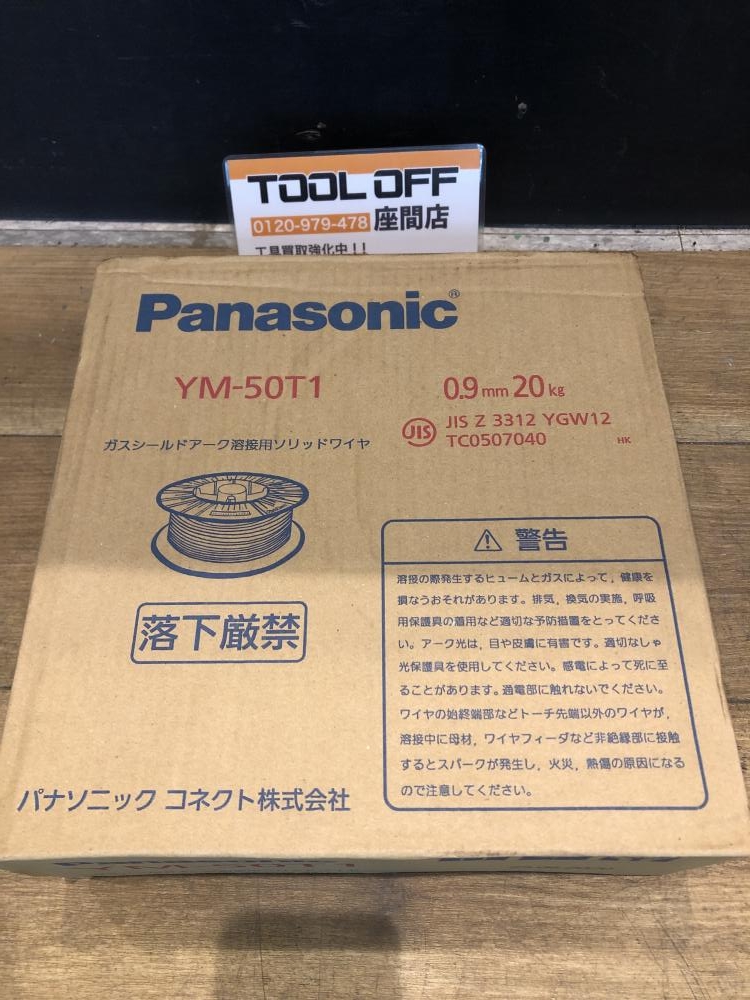 TOOL OFF
0120-979-478 座間店
工具買取強化中!!
Panasonic®
YM-50T1
0.9mm 20kg
JIS JIS Z 3312 YGW12
TC0507040 HK
ガスシールドアーク溶接用ソリッドワイヤ
落下厳禁
⚠ 警告
溶接の際発生するヒュームとガスによって,健康を
損なうおそれがあります。排気,換気の実施,呼吸
用保護具の着用など適切な予防措置をとってくださ
い。アーク光は,目や皮膚に有害です。適切なしゃ
光保護具を使用してください。感電によって死に至
ることがあります。通電部に触れないでください。
ワイヤの始終端部などトーチ先端以外のワイヤが,
溶接中に母材,ワイヤフィーダなど非絶縁部に接触
するとスパークが発生し,火災,熱傷の原因になる
ので注意してください。
パナソニック コネクト株式会社
Panasonic
YM-50T1